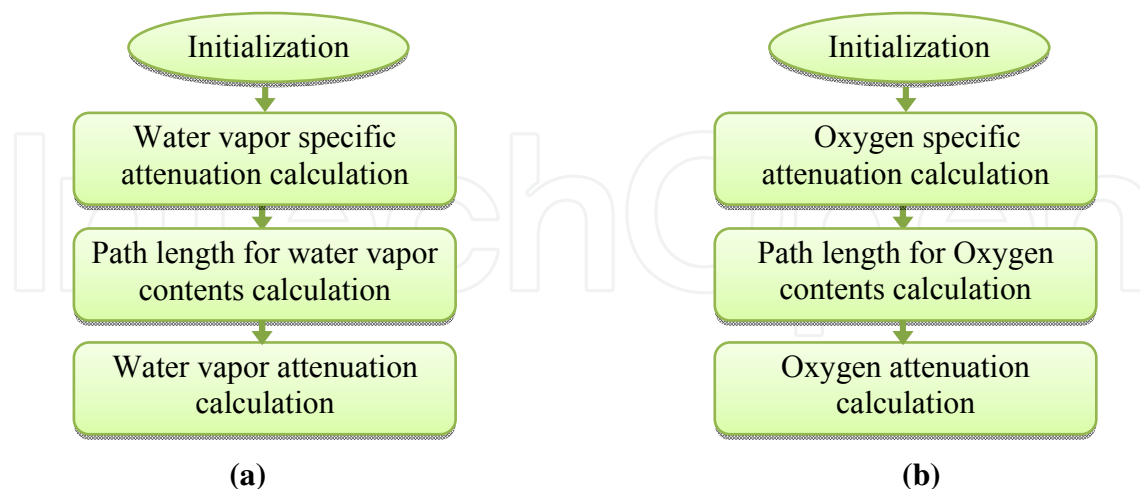 Initialization
Water vapor specific
attenuation calculation
Path length for water vapor
contents calculation
Water vapor attenuation
calculation
(a)
Initialization
Oxygen specific
attenuation calculation
Path length for Oxygen
contents calculation
Oxygen attenuation
calculation
(b)
IntechOpen